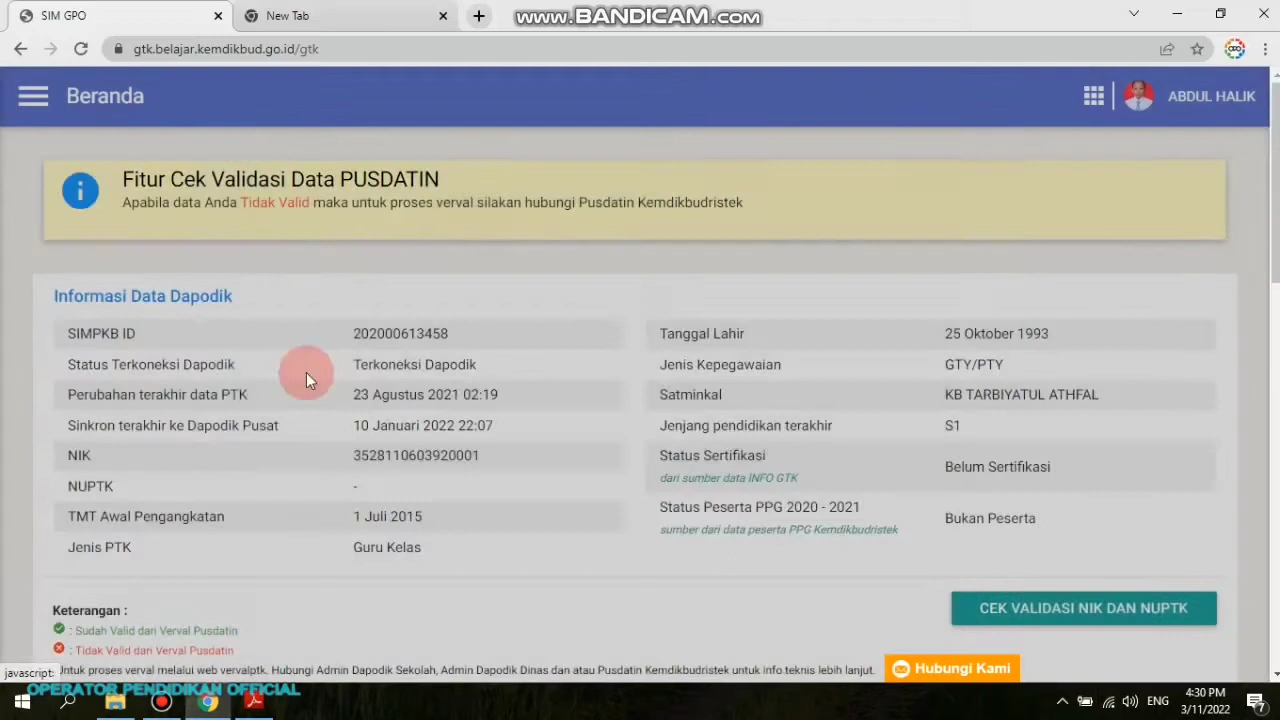 SIM GPO
New Tab
www.BANDICAM.com
gtk.belajar.kemdikbud.go.id/gtk
Beranda
ABDUL HALIK
Fitur Cek Validasi Data PUSDATIN
Apabila data Anda Tidak Valid maka untuk proses verval silakan hubungi Pusdatin Kemdikbudristek
Informasi Data Dapodik
SIMPKB ID 202000613458
Status Terkoneksi Dapodik Terkoneksi Dapodik
Perubahan terakhir data PTK 23 Agustus 2021 02:19
Sinkron terakhir ke Dapodik Pusat 10 Januari 2022 22:07
NIK 3528110603920001
NUPTK -
TMT Awal Pengangkatan 1 Juli 2015
Jenis PTK Guru Kelas
Tanggal Lahir 25 Oktober 1993
Jenis Kepegawaian GTY/PTY
Satminkal KB TARBIYATUL ATHFAL
Jenjang pendidikan terakhir S1
Status Sertifikasi Belum Sertifikasi
dari sumber data INFO GTK
Status Peserta PPG 2020 - 2021 Bukan Peserta
sumber dari data peserta PPG Kemdikbudristek
CEK VALIDASI NIK DAN NUPTK
Keterangan :
: Sudah Valid dari Verval Pusdatin
: Tidak Valid dari Verval Pusdatin
Untuk proses verval melalui web vervalptk, Hubungi Admin Dapodik Sekolah, Admin Dapodik Dinas dan atau Pusdatin Kemdikbudristek untuk info teknis lebih lanjut.
Hubungi Kami
javascript:
OPERATOR PENDIDIKAN OFFICIAL
ENG
4:30 PM
3/11/2022
7